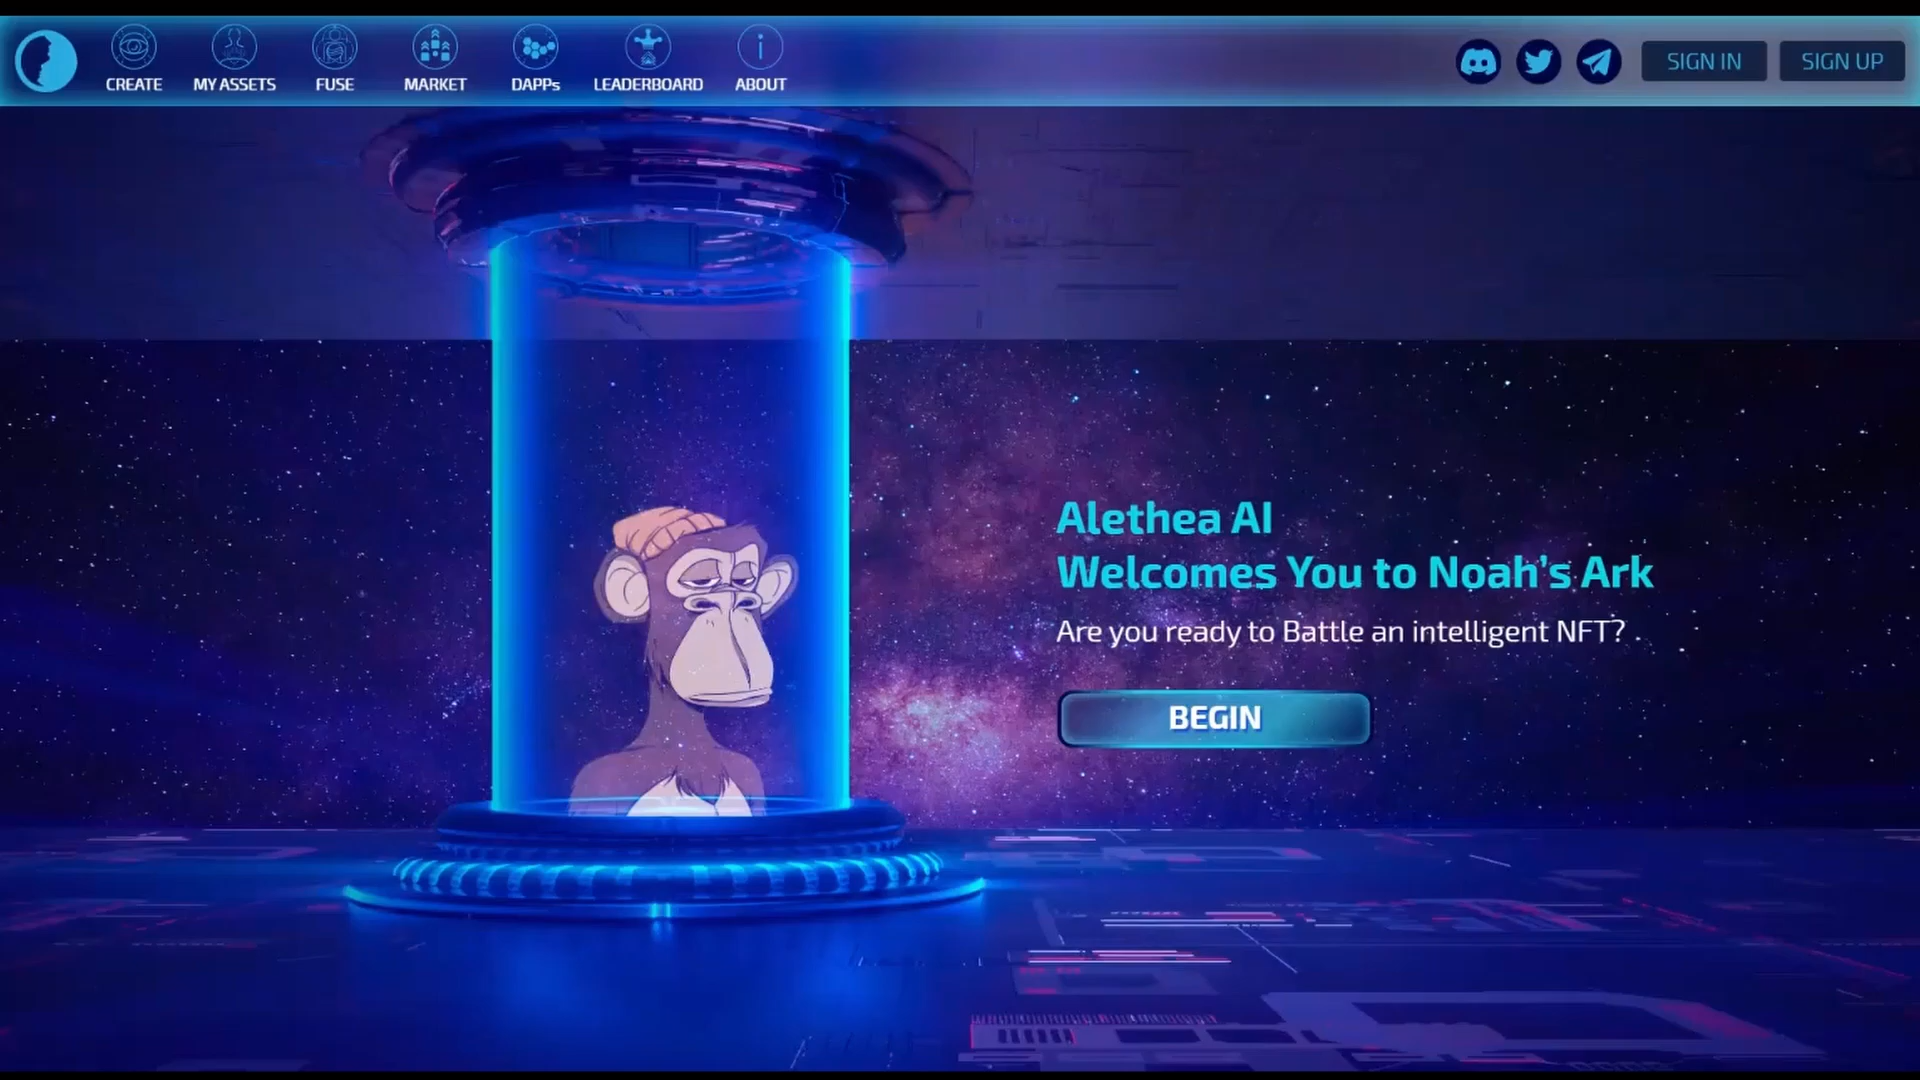 CREATE
MY ASSETS
FUSE
MARKET
DAPPs
LEADERBOARD
ABOUT
SIGN IN
SIGN UP
Alethea AI
Welcomes You to Noah's Ark
Are you ready to Battle an intelligent NFT?
BEGIN